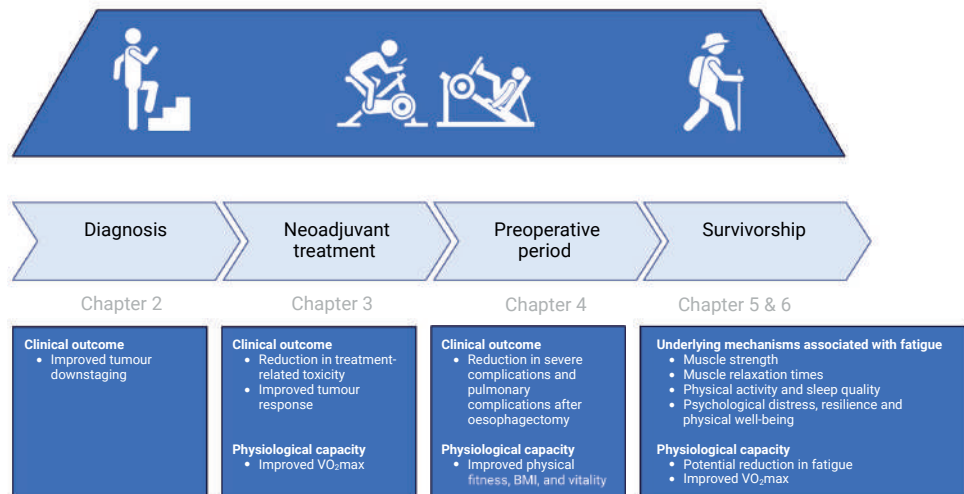 Diagnosis
Neoadjuvant
treatment
Preoperative
period
Survivorship
Chapter 2
Chapter 3
Chapter 4
Chapter 5 & 6
Clinical outcome
• Improved tumour
downstaging
Clinical outcome
• Reduction in treatment-
related toxicity
• Improved tumour
response
Physiological capacity
• Improved VO₂max
Clinical outcome
• Reduction in severe
complications and
pulmonary
complications after
oesophagectomy
Physiological capacity
• Improved physical
fitness, BMI, and vitality
Underlying mechanisms associated with fatigue
• Muscle strength
• Muscle relaxation times
• Physical activity and sleep quality
• Psychological distress, resilience and
physical well-being
Physiological capacity
• Potential reduction in fatigue
• Improved VO₂max